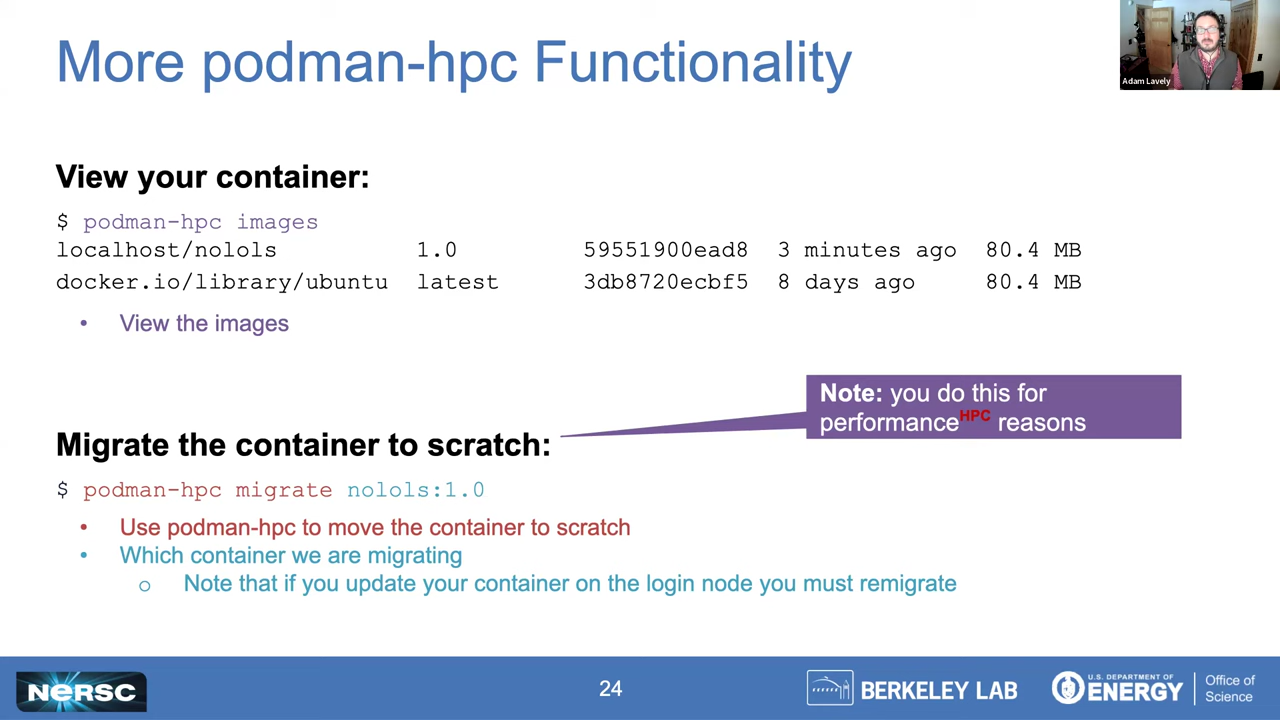 More podman-hpc Functionality
Adam Lavely
View your container:
$ podman-hpc images
localhost/nolols 1.0 59551900ead8 3 minutes ago 80.4 MB
docker.io/library/ubuntu latest 3db8720ecbf5 8 days ago 80.4 MB
• View the images
Note: you do this for
performanceHPC reasons
Migrate the container to scratch:
$ podman-hpc migrate nolols:1.0
• Use podman-hpc to move the container to scratch
• Which container we are migrating
o Note that if you update your container on the login node you must remigrate
NERSC
24
BERKELEY LAB
U.S. DEPARTMENT OF
ENERGY
Office of
Science